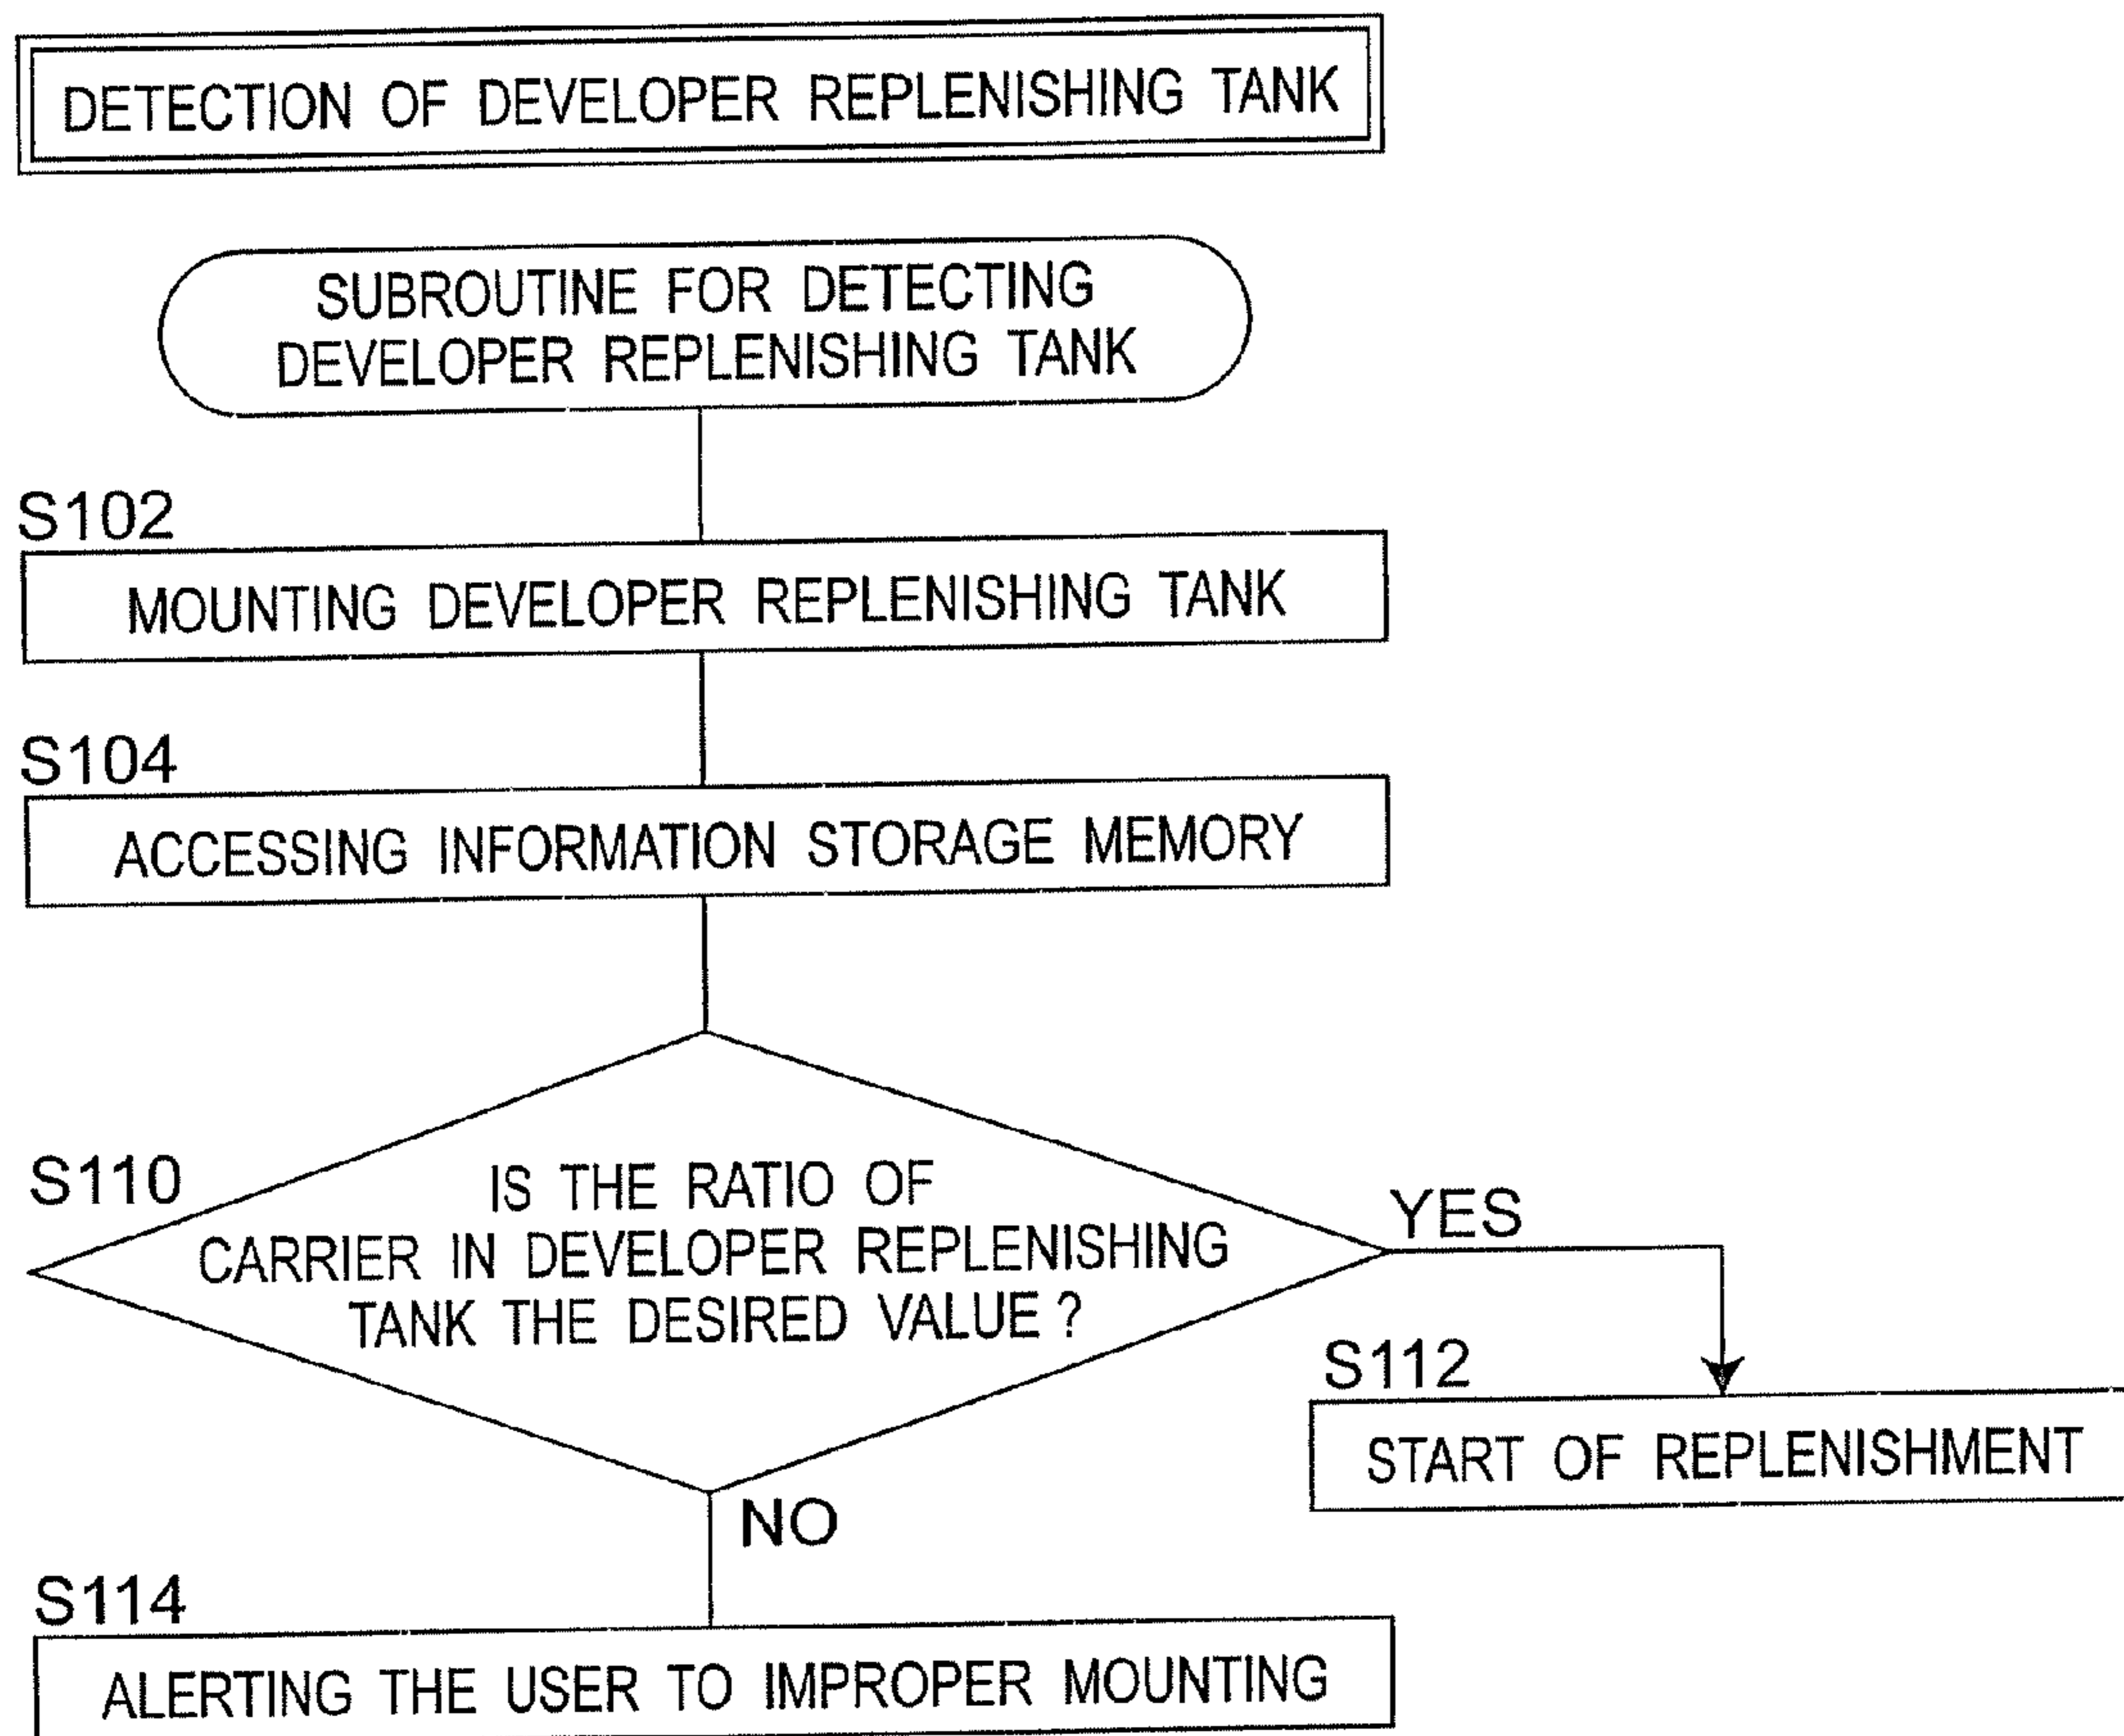 DETECTION OF DEVELOPER REPLENISHING TANK
SUBROUTINE FOR DETECTING
DEVELOPER REPLENISHING TANK
S102
MOUNTING DEVELOPER REPLENISHING TANK
S104
ACCESSING INFORMATION STORAGE MEMORY
S110
IS THE RATIO OF
CARRIER IN DEVELOPER REPLENISHING
TANK THE DESIRED VALUE ?
YES
S112
START OF REPLENISHMENT
NO
S114
ALERTING THE USER TO IMPROPER MOUNTING